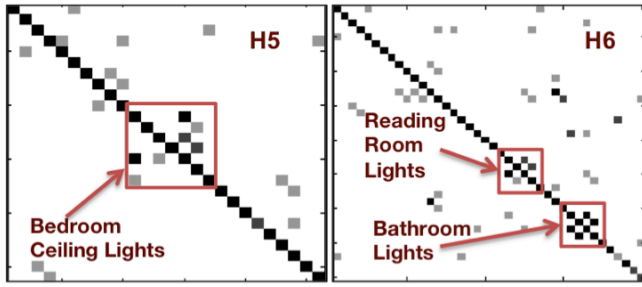 H5
Bedroom
Ceiling Lights
H6
Reading
Room
Lights
Bathroom
Lights